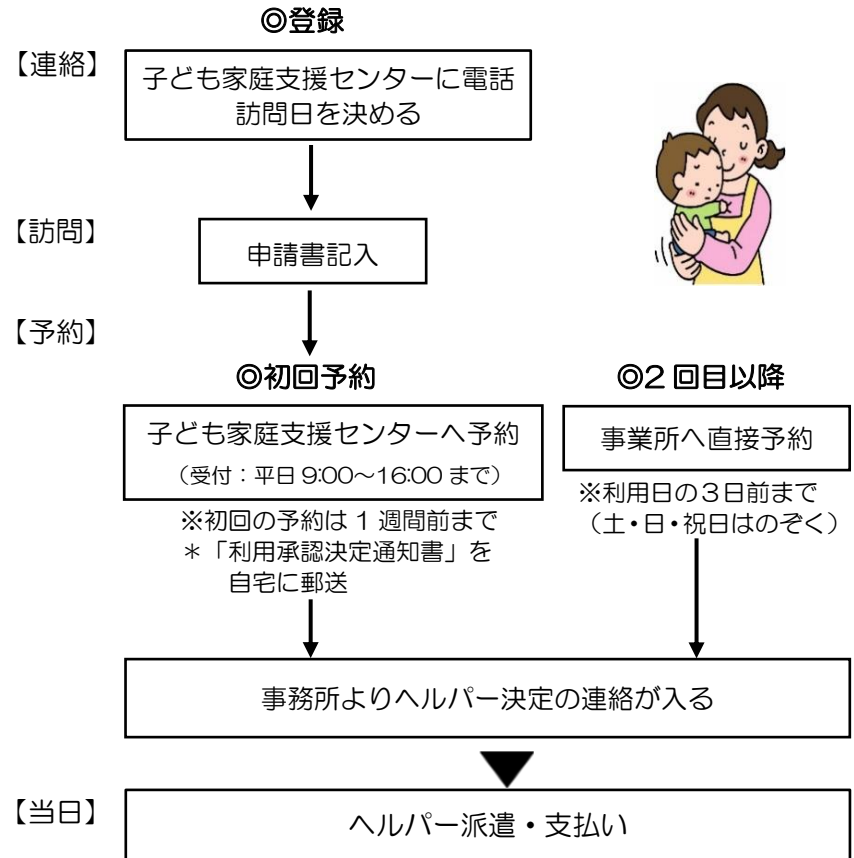 ◎登録
【連絡】
子ども家庭支援センターに電話
訪問日を決める
【訪問】
申請書記入
【予約】
◎初回予約
子ども家庭支援センターへ予約
（受付：平日 9:00～16:00 まで）
※初回の予約は 1 週間前まで
＊「利用承認決定通知書」を
自宅に郵送
◎2 回目以降
事業所へ直接予約
※利用日の３日前まで
（土・日・祝日はのぞく）
事務所よりヘルパー決定の連絡が入る
【当日】
ヘルパー派遣・支払い